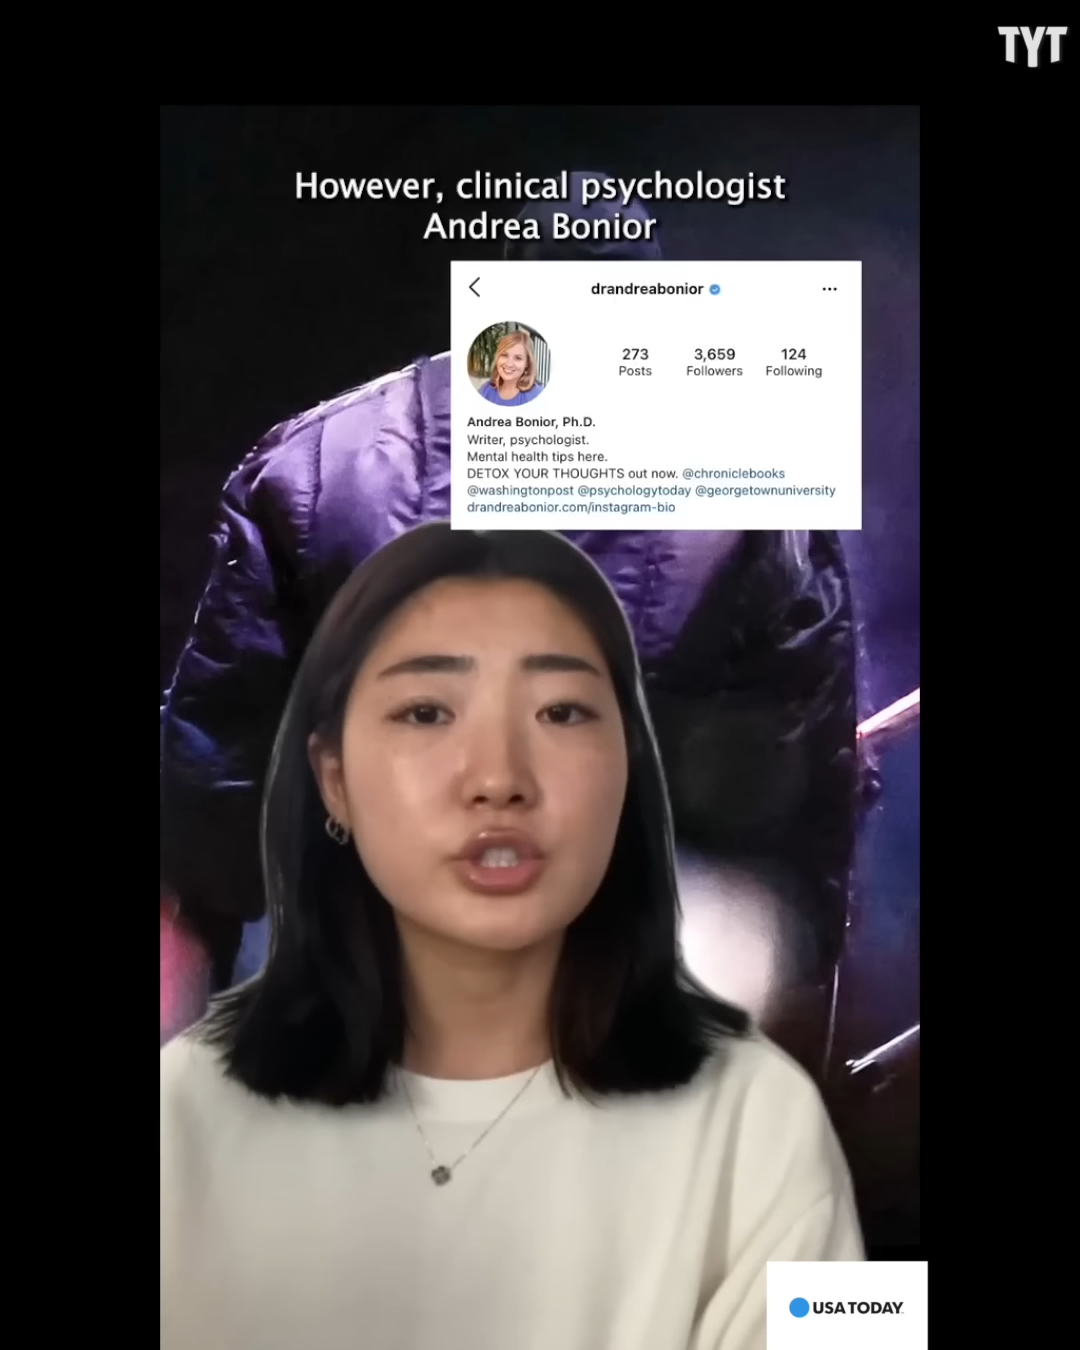 TYT
However, clinical psychologist
Andrea Bonior
drandreabonior
273 3,659 124
Posts Followers Following
Andrea Bonior, Ph.D.
Writer, psychologist.
Mental health tips here.
DETOX YOUR THOUGHTS out now. @chroniclebooks
@washingtonpost @psychologytoday @georgetownuniversity
drandreabonior.com/instagram-bio
USA TODAY